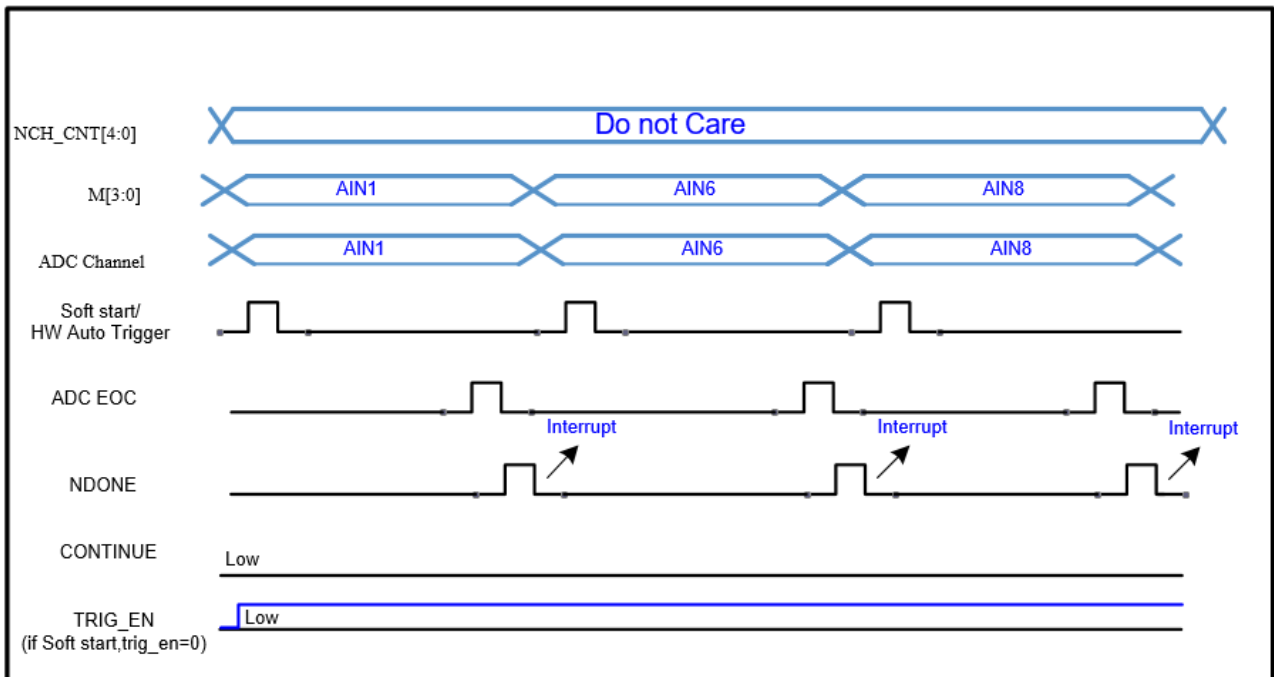 NCH_CNT[4:0]
Do not Care
M[3:0]
AIN1
AIN6
AIN8
ADC Channel
AIN1
AIN6
AIN8
Soft start/
HW Auto Trigger
ADC EOC
Interrupt
Interrupt
Interrupt
NDONE
CONTINUE
Low
TRIG_EN
(if Soft start,trig_en=0)
Low